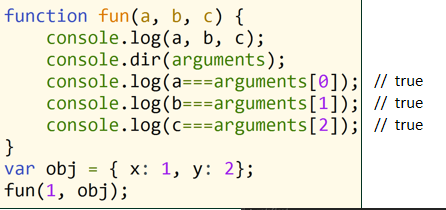 function fun(a, b, c) {
    console.log(a, b, c);
    console.dir(arguments);
    console.log(a===arguments[0]); // true
    console.log(b===arguments[1]); // true
    console.log(c===arguments[2]); // true
}
var obj = { x: 1, y: 2};
fun(1, obj);